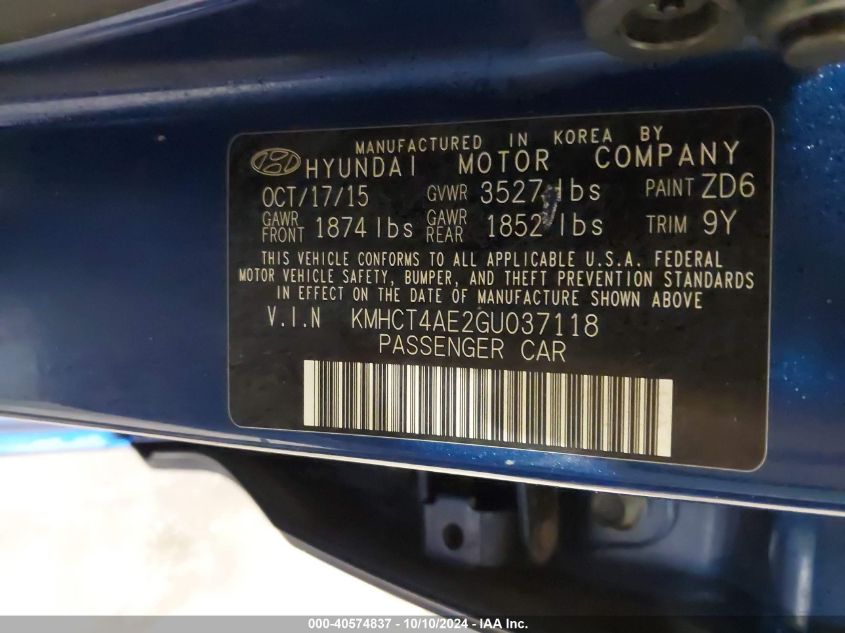 MANUFACTURED IN KOREA BY
HYUNDAI MOTOR COMPANY
OCT/17/15 GVWR 3527 lbs PAINT ZD6
GAWR FRONT 1874 lbs GAWR REAR 1852 lbs TRIM 9Y
THIS VEHICLE CONFORMS TO ALL APPLICABLE U.S.A. FEDERAL
MOTOR VEHICLE SAFETY, BUMPER, AND THEFT PREVENTION STANDARDS
IN EFFECT ON THE DATE OF MANUFACTURE SHOWN ABOVE
V.I.N KMHCT4AE2GU037118
PASSENGER CAR
000-40574837 - 10/10/2024 - IAA Inc.